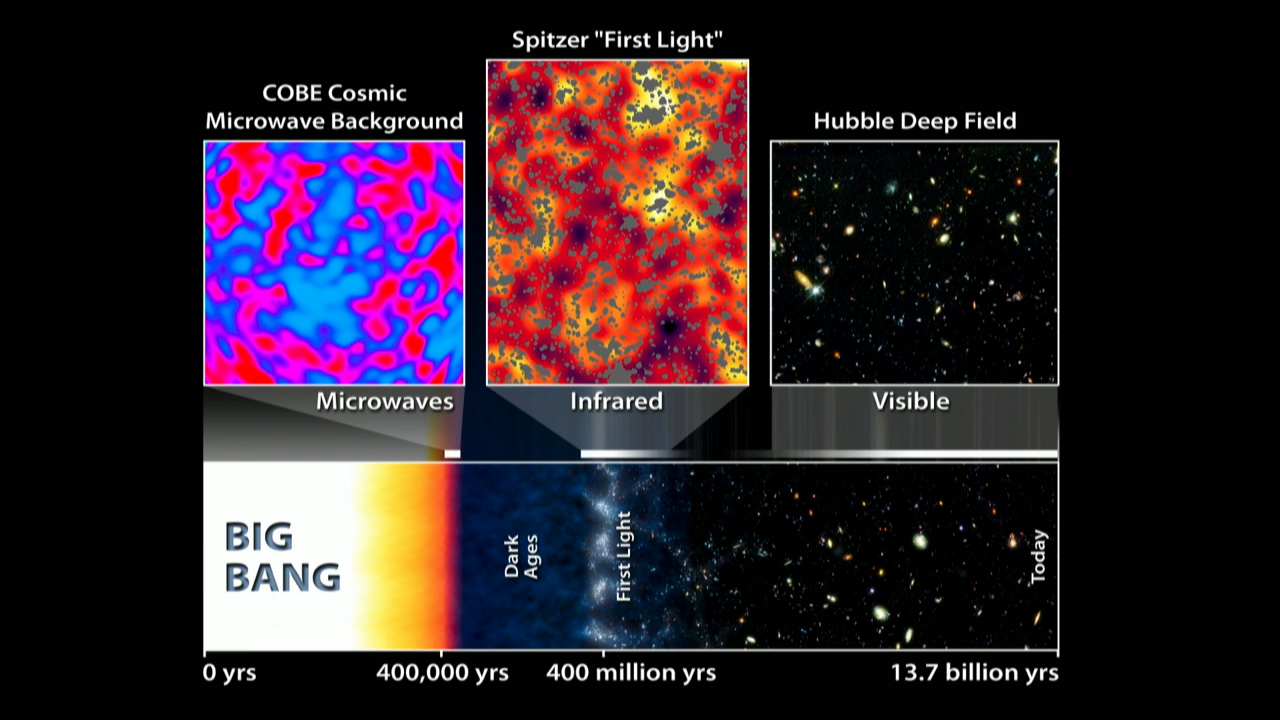 Spitzer "First Light"
COBE Cosmic
Microwave Background
Hubble Deep Field
Microwaves
Infrared
Visible
BIG
BANG
Dark
Ages
First Light
Today
0 yrs
400,000 yrs
400 million yrs
13.7 billion yrs